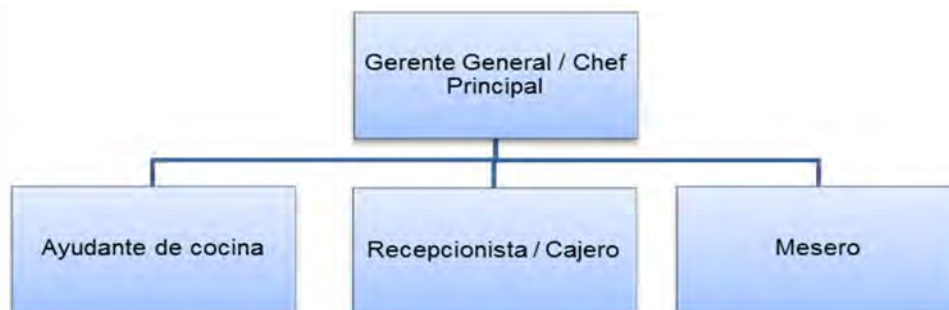 Gerente General / Chef
Principal
Ayudante de cocina
Recepcionista / Cajero
Mesero